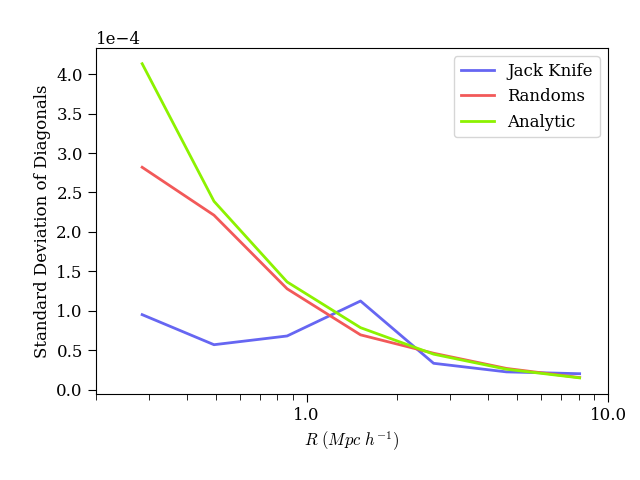 1e−4
4.0
3.5
3.0
2.5
2.0
1.5
1.0
0.5
0.0
Standard Deviation of Diagonals
Jack Knife
Randoms
Analytic
1.0 10.0
R (Mpc h⁻¹)